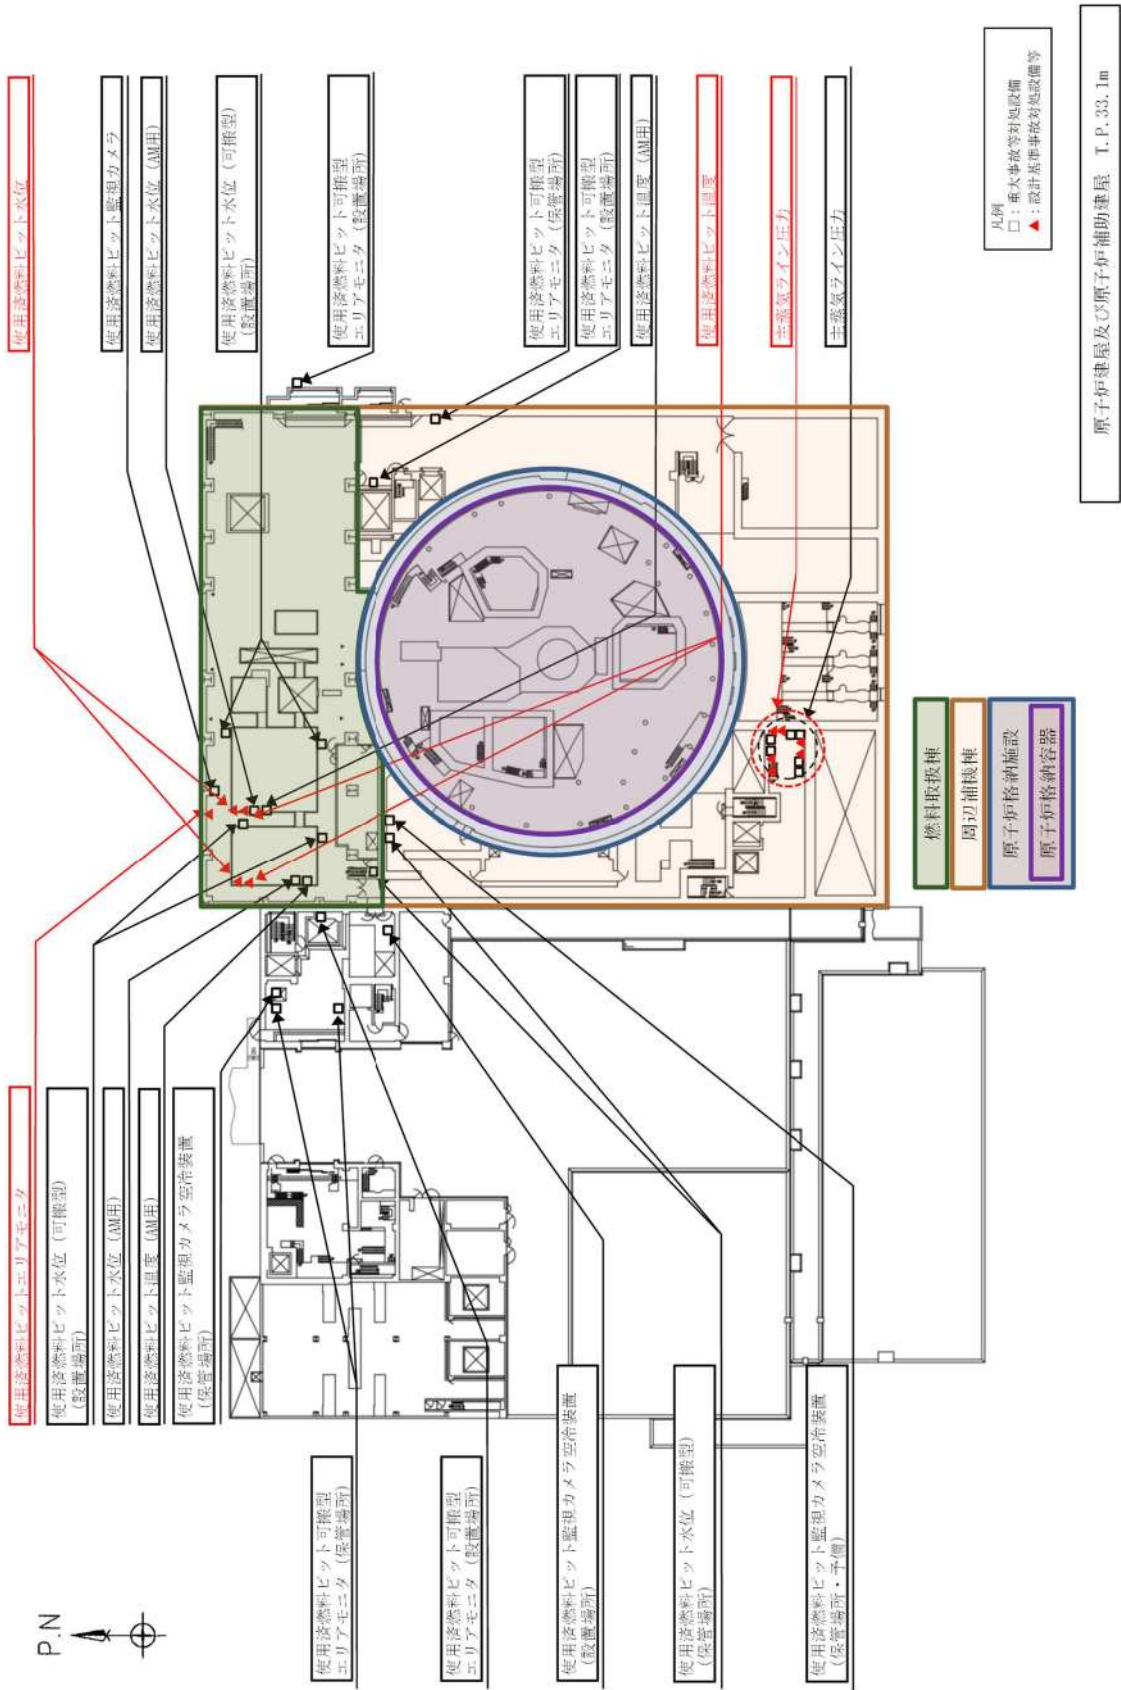 P.N
使用済燃料ピットエリアモニタ
使用済燃料ピット水位（可搬型）
（設置場所）
使用済燃料ピット水位（AM用）
使用済燃料ピット温度（AM用）
使用済燃料ピット監視カメラ空冷装置
（保管場所）
使用済燃料ピット水位
使用済燃料ピット監視カメラ
使用済燃料ピット水位（AM用）
使用済燃料ピット水位（可搬型）
（設置場所）
使用済燃料ピット可搬型
エリアモニタ（設置場所）
使用済燃料ピット可搬型
エリアモニタ（保管場所）
使用済燃料ピット可搬型
エリアモニタ（設置場所）
使用済燃料ピット温度（AM用）
使用済燃料ピット温度
主蒸気ライン圧力
主蒸気ライン圧力
使用済燃料ピット可搬型
エリアモニタ（保管場所）
使用済燃料ピット可搬型
エリアモニタ（設置場所）
使用済燃料ピット監視カメラ空冷装置
（設置場所）
使用済燃料ピット水位（可搬型）
（保管場所）
使用済燃料ピット監視カメラ空冷装置
（保管場所・予備）
燃料取扱棟
周辺補機棟
原子炉格納施設
原子炉格納容器
凡例
□：重大事故等対処設備
▲：設計基準事故対処設備等
原子炉建屋及び原子炉補助建屋 T.P.33.1m